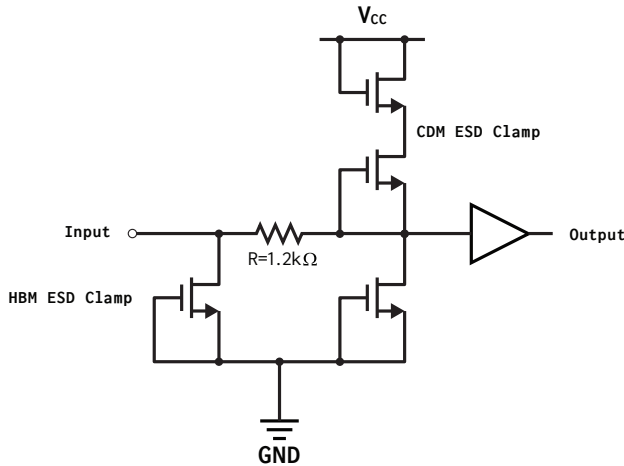 VCC
CDM ESD Clamp
Input
R=1.2kΩ
Output
HBM ESD Clamp
GND